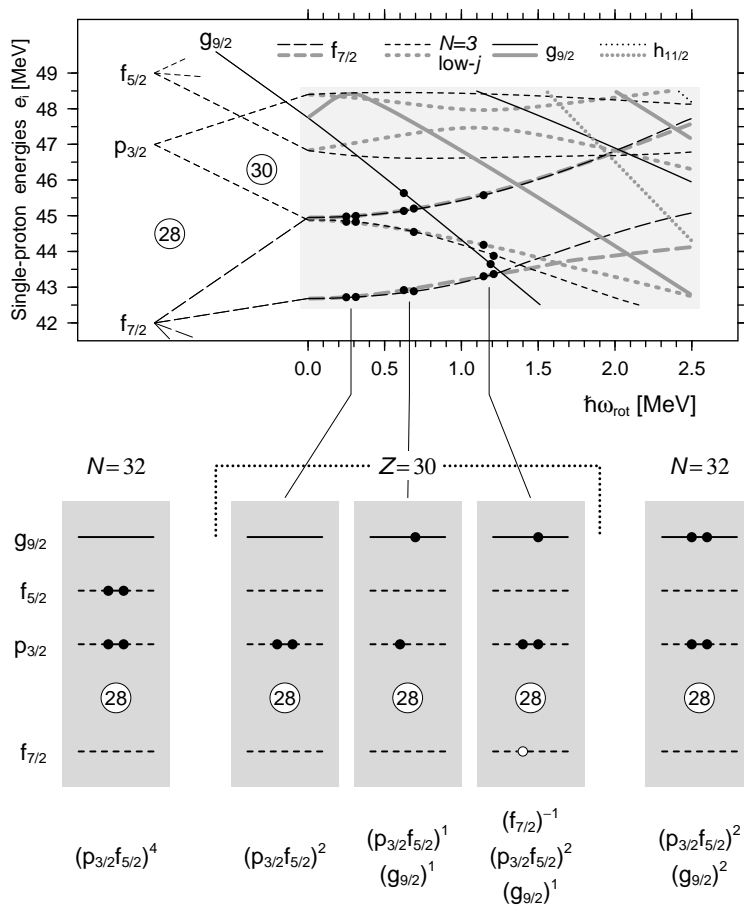 g9/2
f7/2
N=3
low-j
g9/2
h11/2
Single-proton energies ei [MeV]
49
48
47
46
45
44
43
42
f5/2
p3/2
f7/2
30
28
0.0 0.5 1.0 1.5 2.0 2.5
ħωrot [MeV]
N=32 Z=30 N=32
g9/2
f5/2
p3/2
28 28 28 28 28
f7/2
(p3/2f5/2)^4
(p3/2f5/2)^2
(p3/2f5/2)^1
(g9/2)^1
(f7/2)^−1
(p3/2f5/2)^2
(g9/2)^1
(p3/2f5/2)^2
(g9/2)^2